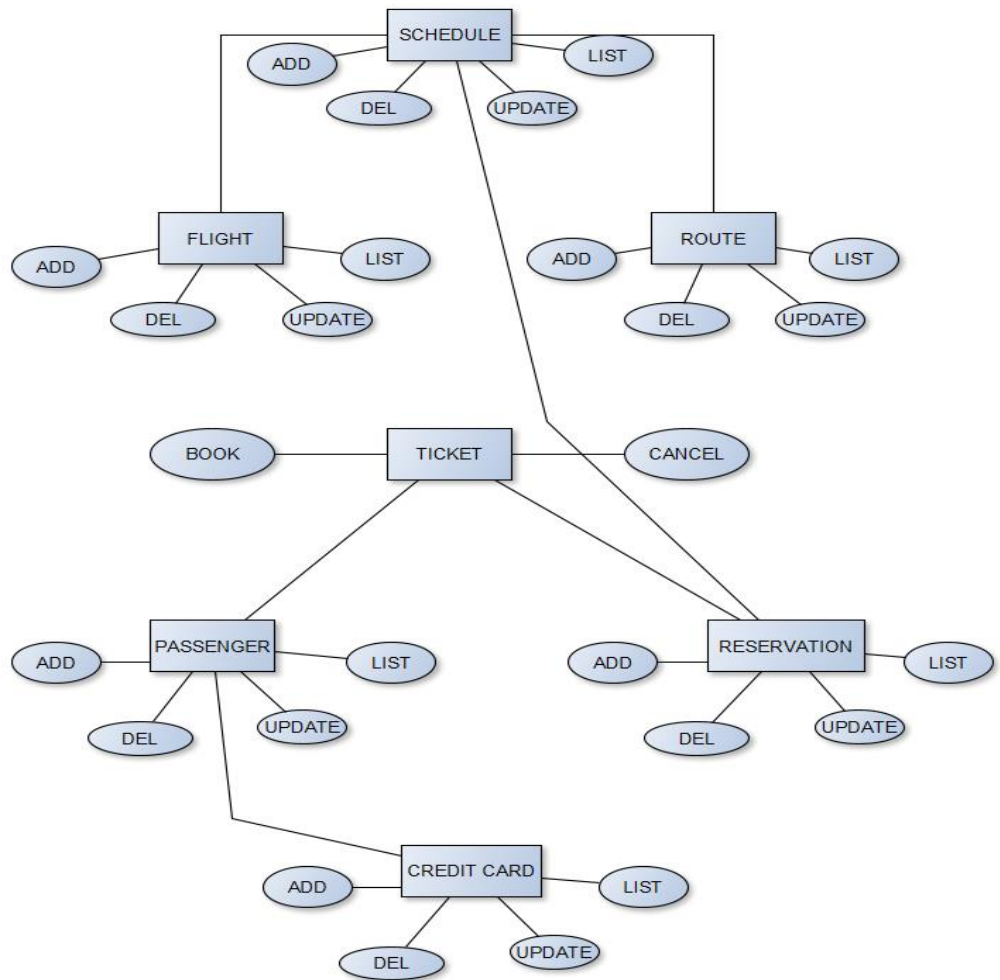 SCHEDULE
ADD
LIST
DEL
UPDATE
FLIGHT
ADD
LIST
DEL
UPDATE
ROUTE
ADD
LIST
DEL
UPDATE
BOOK
TICKET
CANCEL
PASSENGER
ADD
LIST
DEL
UPDATE
RESERVATION
ADD
LIST
DEL
UPDATE
CREDIT CARD
ADD
LIST
DEL
UPDATE